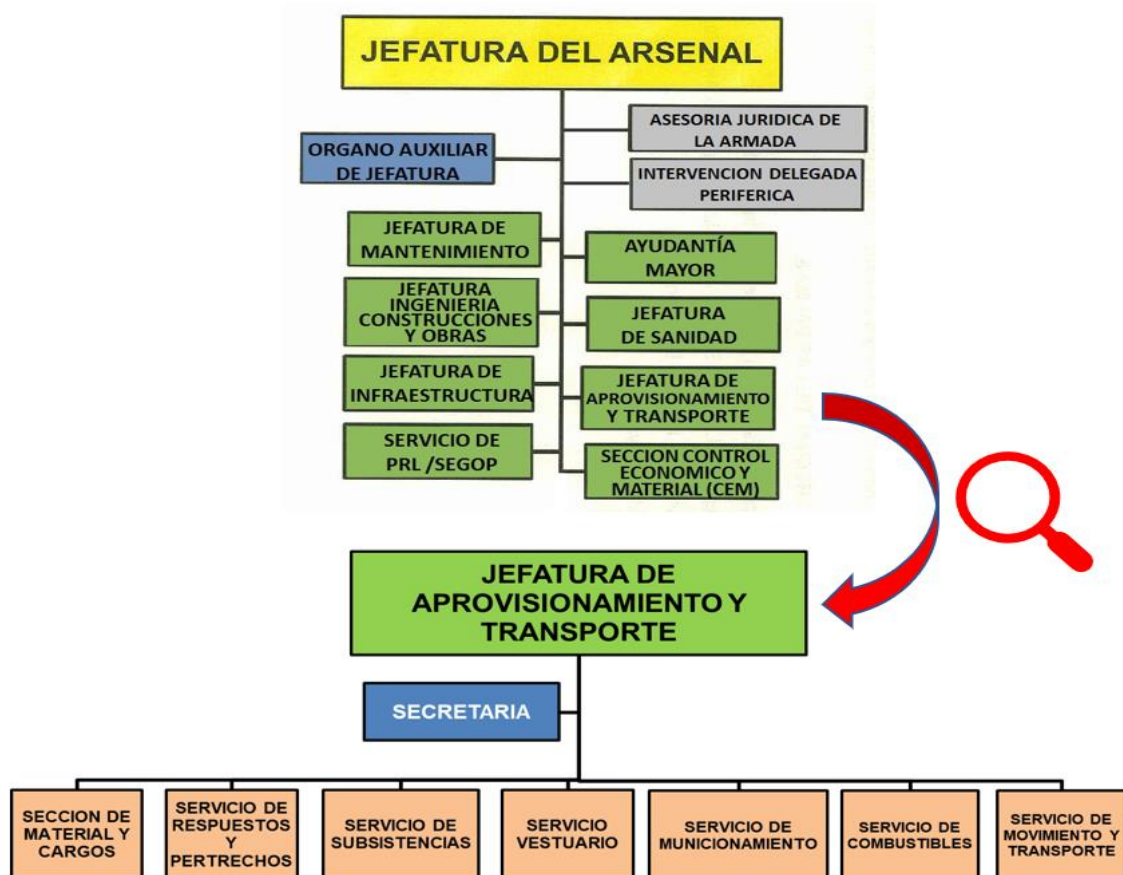 JEFATURA DEL ARSENAL
ASESORIA JURIDICA DE
LA ARMADA
ORGANO AUXILIAR
DE JEFATURA
INTERVENCION DELEGADA
PERIFERICA
JEFATURA DE
MANTENIMIENTO
AYUDANTÍA
MAYOR
JEFATURA
INGENIERIA
CONSTRUCCIONES
Y OBRAS
JEFATURA
DE SANIDAD
JEFATURA DE
INFRAESTRUCTURA
JEFATURA DE
APROVISIONAMIENTO
Y TRANSPORTE
SERVICIO DE
PRL /SEGOP
SECCION CONTROL
ECONOMICO Y
MATERIAL (CEM)
JEFATURA DE
APROVISIONAMIENTO Y
TRANSPORTE
SECRETARIA
SECCION DE
MATERIAL Y
CARGOS
SERVICIO DE
RESPUESTOS
Y
PERTRECHOS
SERVICIO DE
SUBSISTENCIAS
SERVICIO
VESTUARIO
SERVICIO DE
MUNICIONAMIENTO
SERVICIO DE
COMBUSTIBLES
SERVICIO DE
MOVIMIENTO Y
TRANSPORTE